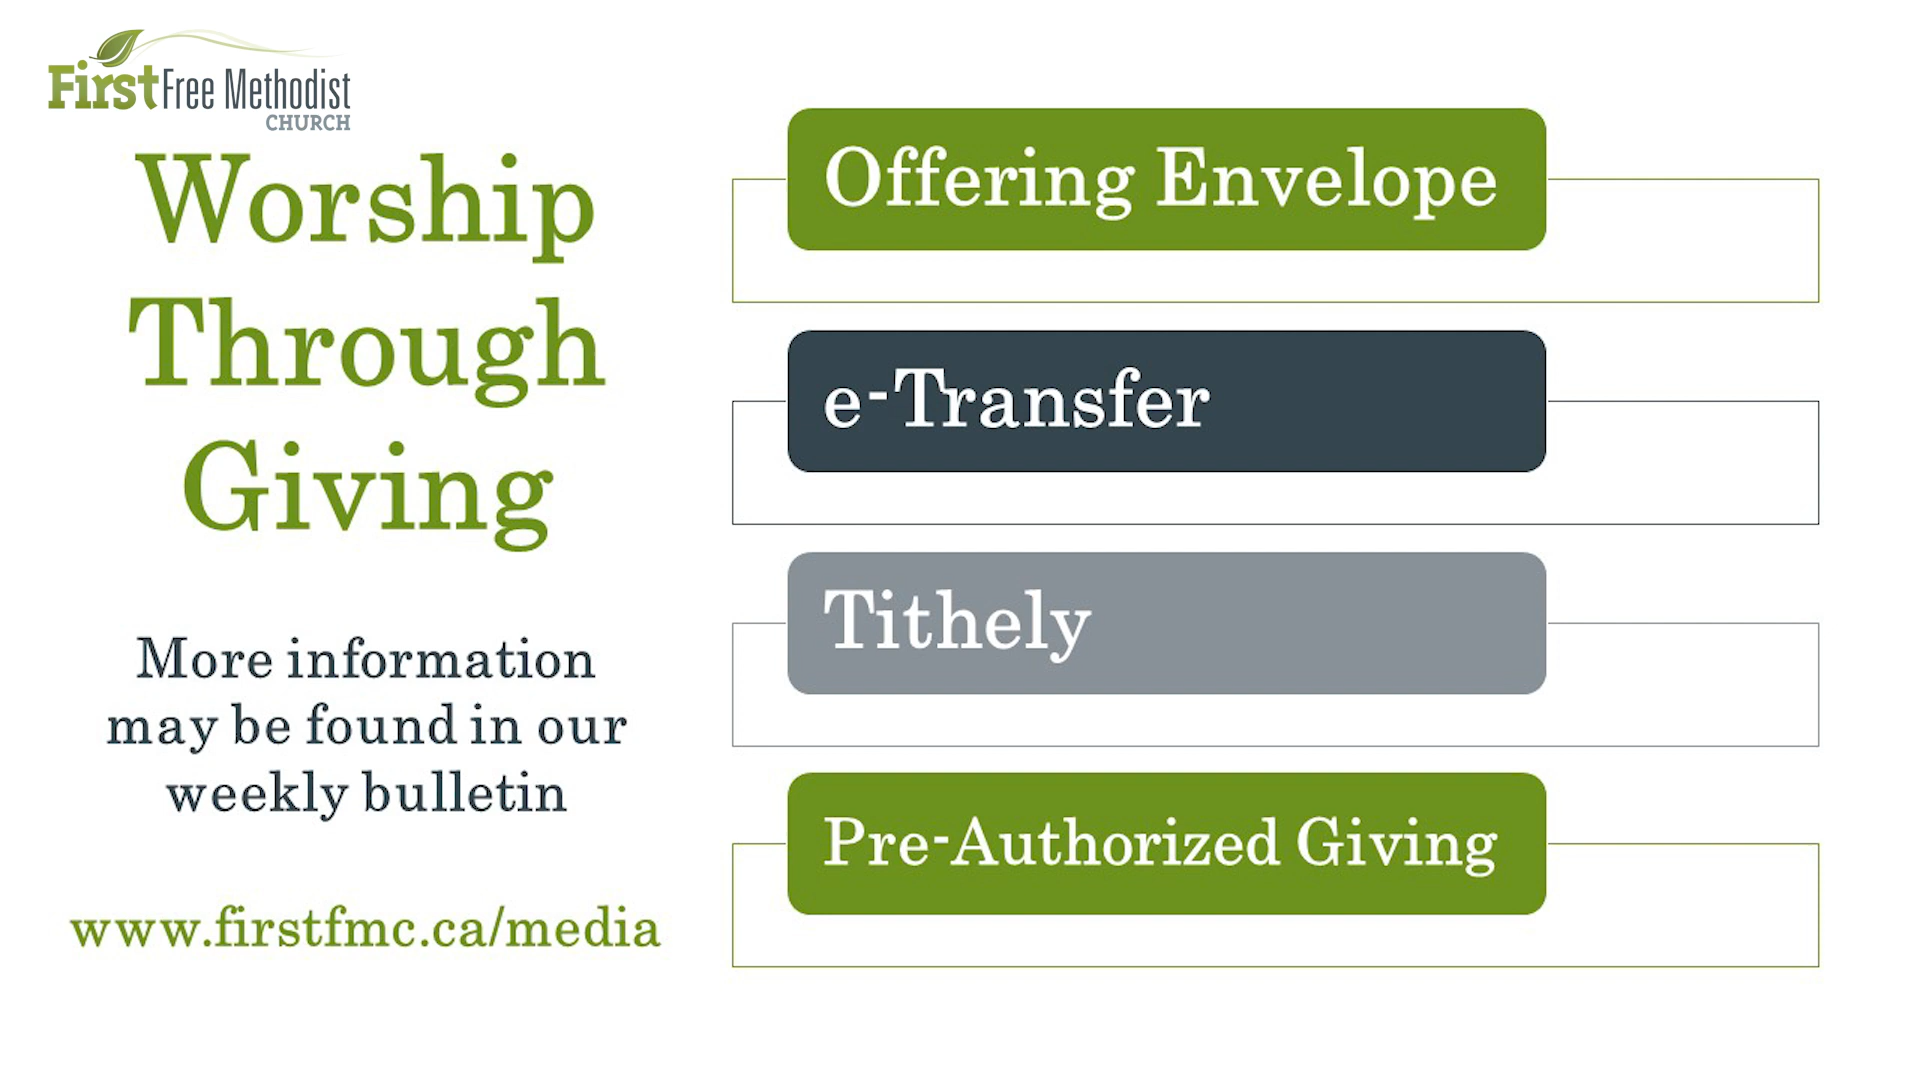 First Free Methodist
CHURCH
Worship
Through
Giving
More information
may be found in our
weekly bulletin
www.firstfmc.ca/media
Offering Envelope
e-Transfer
Tithely
Pre-Authorized Giving